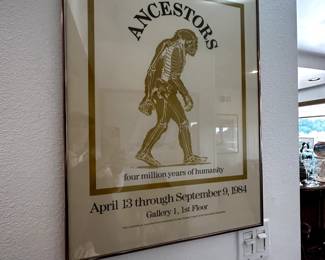 ANCESTORS
four million years of humanity
April 13 through September 9, 1984
Gallery 1, 1st Floor